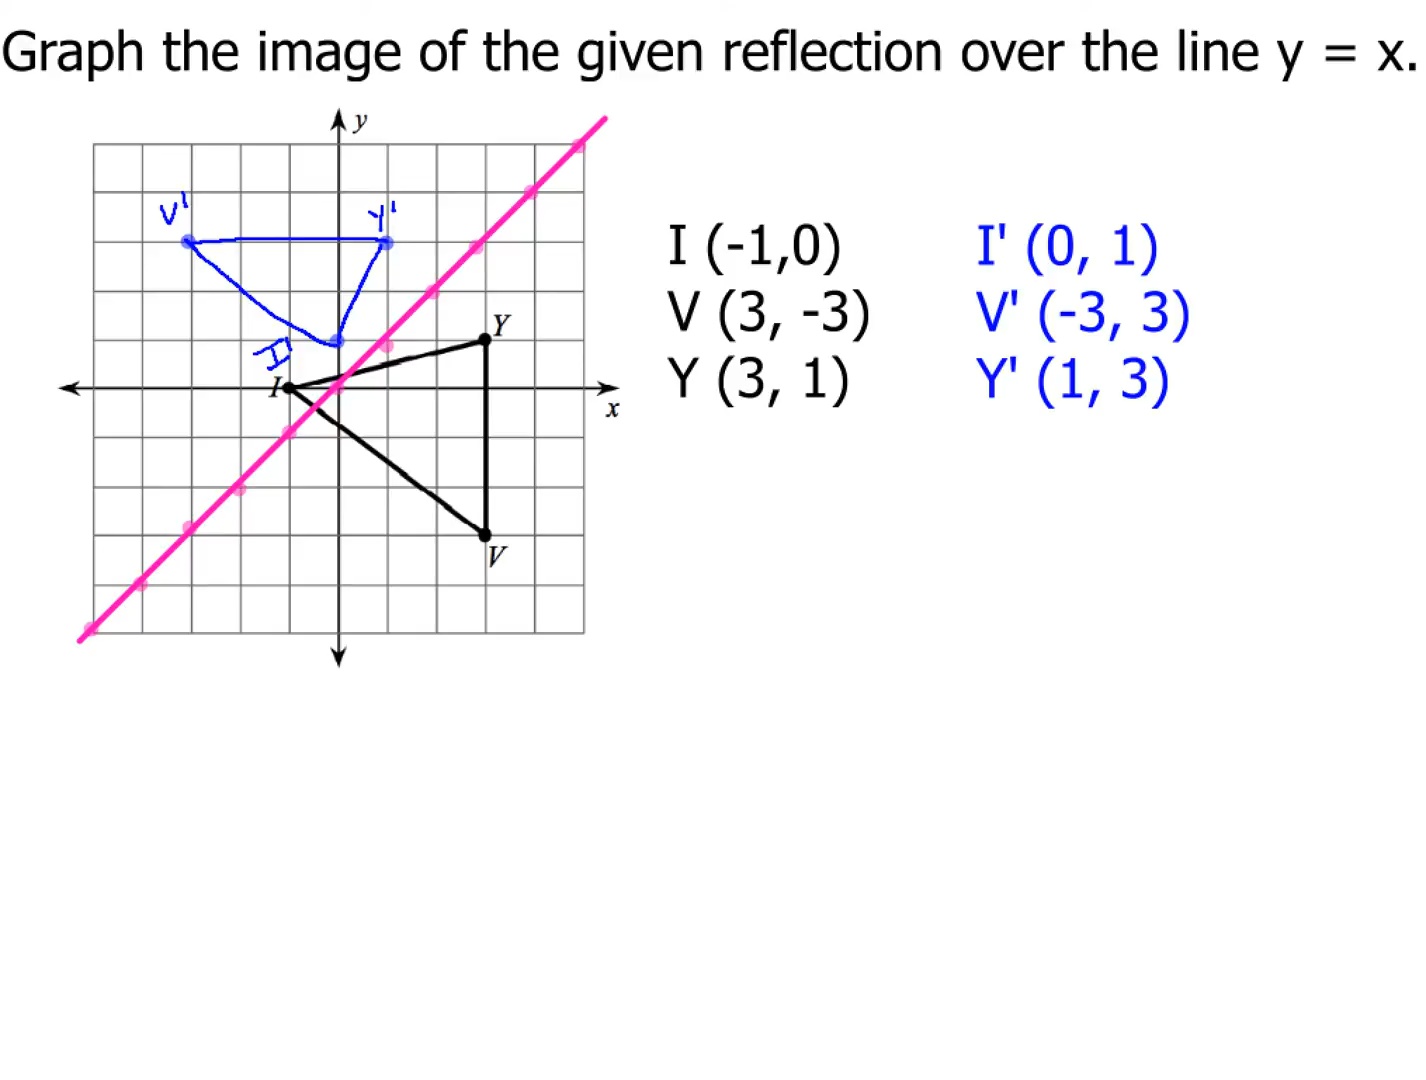 Graph the image of the given reflection over the line y = x.
y
V'
Y'
I (-1,0) I' (0, 1)
V (3, -3) V' (-3, 3)
Y (3, 1) Y' (1, 3)
Y
I'
I
x
V